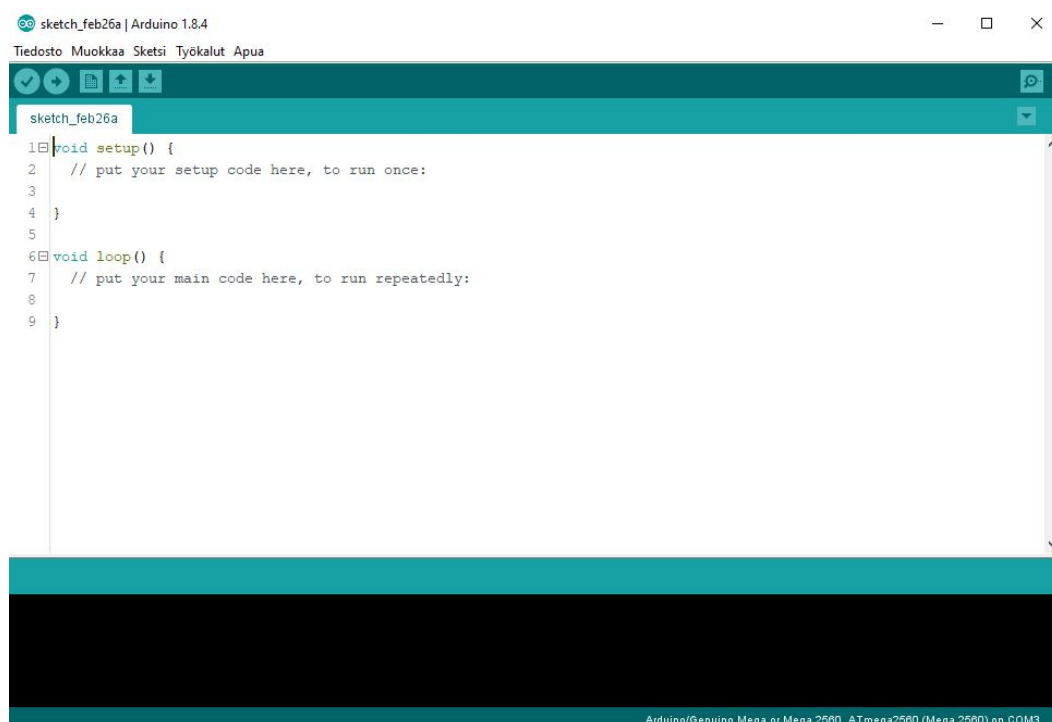 sketch_feb26a | Arduino 1.8.4
Tiedosto Muokkaa Sketsi Työkalut Apua
sketch_feb26a
1 void setup() {
2 // put your setup code here, to run once:
3
4 }
5
6 void loop() {
7 // put your main code here, to run repeatedly:
8
9 }
Arduino/Genuino Mega or Mega 2560, ATmega2560 (Mega 2560) on COM3